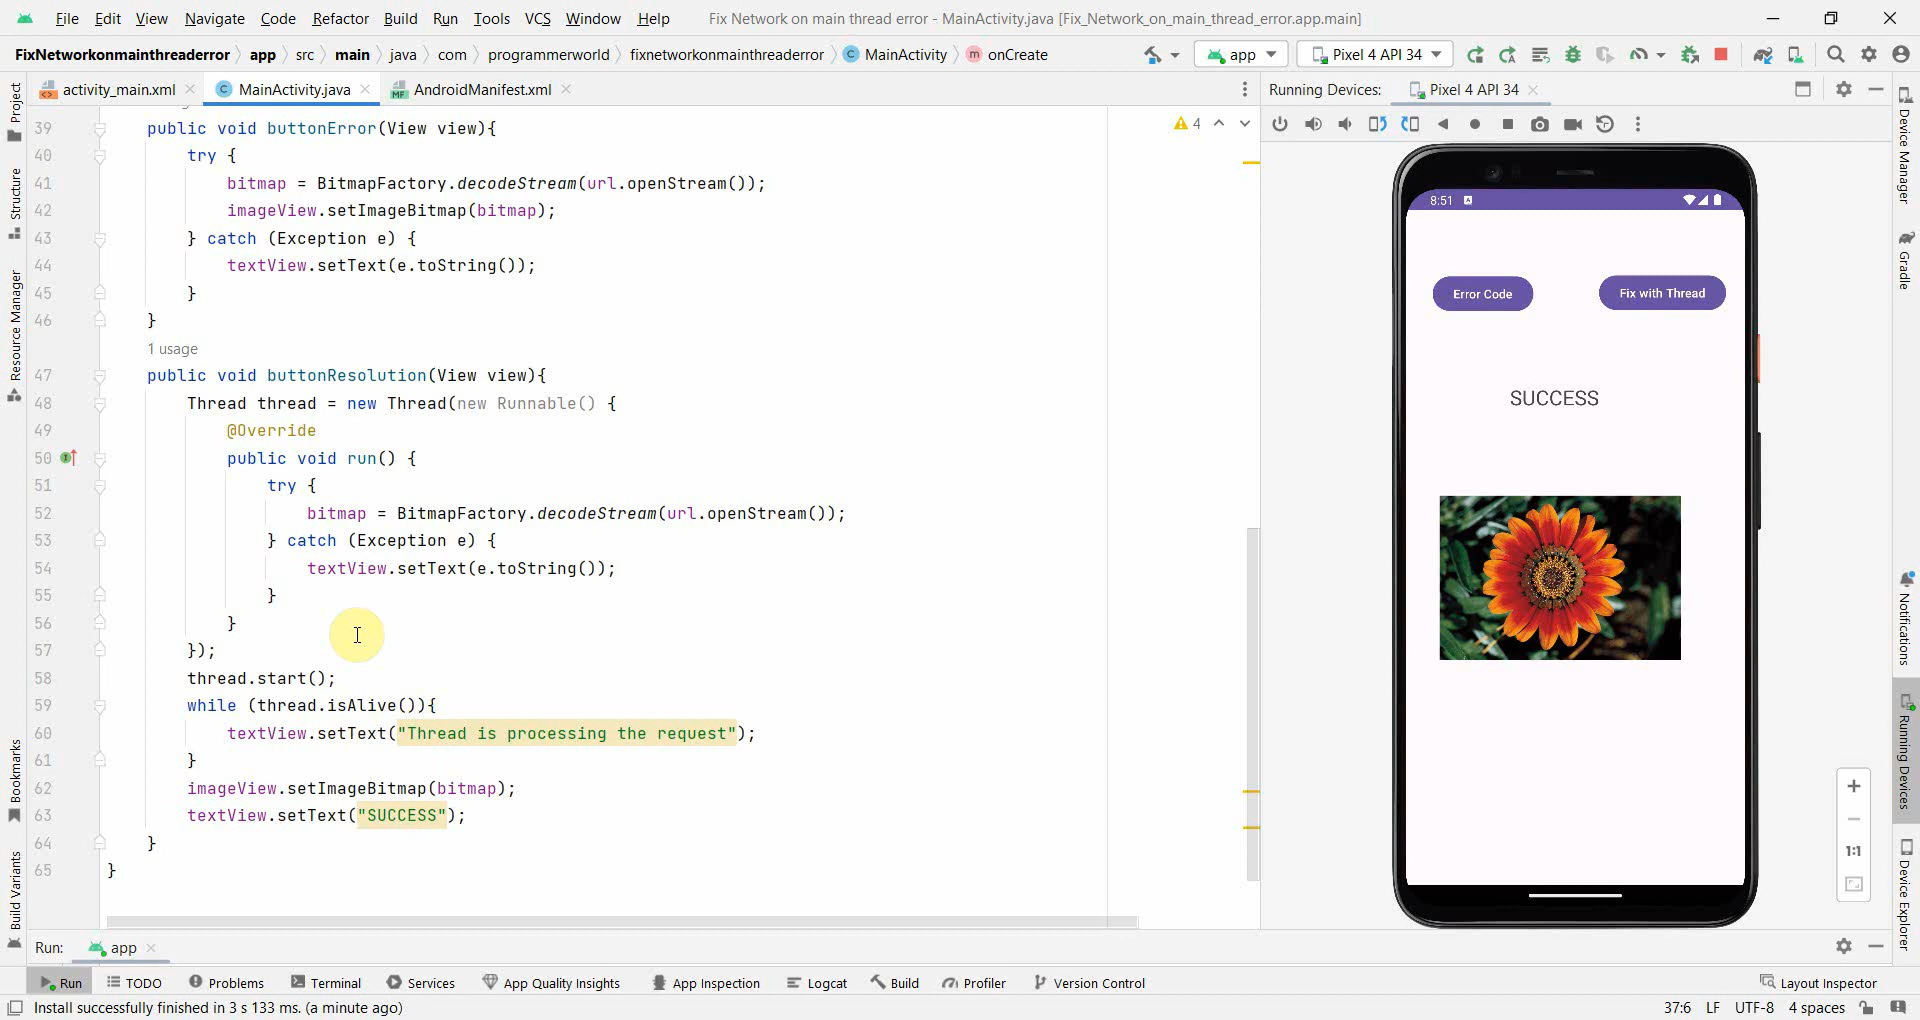 File Edit View Navigate Code Refactor Build Run Tools VCS Window Help Fix Network on main thread error - MainActivity.java [Fix_Network_on_main_thread_error.app.main]
FixNetworkonmainthreaderror app src main java com programmerworld fixnetworkonmainthreaderror C MainActivity m onCreate app Pixel 4 API 34
activity_main.xml C MainActivity.java MF AndroidManifest.xml Running Devices: Pixel 4 API 34
4
39 public void buttonError(View view){
40 try {
41 bitmap = BitmapFactory.decodeStream(url.openStream());
42 imageView.setImageBitmap(bitmap);
43 } catch (Exception e) {
44 textView.setText(e.toString());
45 }
46 }
1 usage
47 public void buttonResolution(View view){
48 Thread thread = new Thread(new Runnable() {
49 @Override
50 public void run() {
51 try {
52 bitmap = BitmapFactory.decodeStream(url.openStream());
53 } catch (Exception e) {
54 textView.setText(e.toString());
55 }
56 }
57 });
58 thread.start();
59 while (thread.isAlive()){
60 textView.setText("Thread is processing the request");
61 }
62 imageView.setImageBitmap(bitmap);
63 textView.setText("SUCCESS");
64 }
65 }
Project
Structure
Resource Manager
Bookmarks
Build Variants
8:51
Error Code Fix with Thread
SUCCESS
1:1
Device Manager
Gradle
Notifications
Running Devices
Device Explorer
Run: app
Run TODO Problems Terminal Services App Quality Insights App Inspection Logcat Build Profiler Version Control Layout Inspector
Install successfully finished in 3 s 133 ms. (a minute ago) 37:6 LF UTF-8 4 spaces